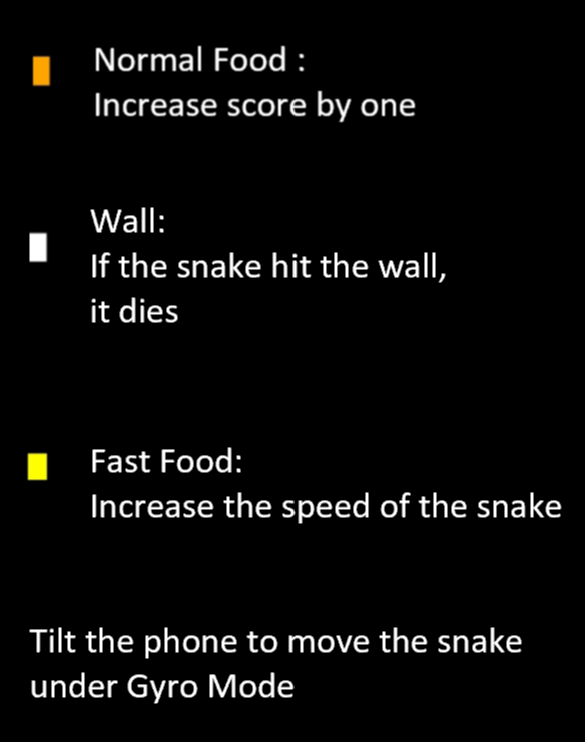 Normal Food :
Increase score by one
Wall:
If the snake hit the wall,
it dies
Fast Food:
Increase the speed of the snake
Tilt the phone to move the snake
under Gyro Mode